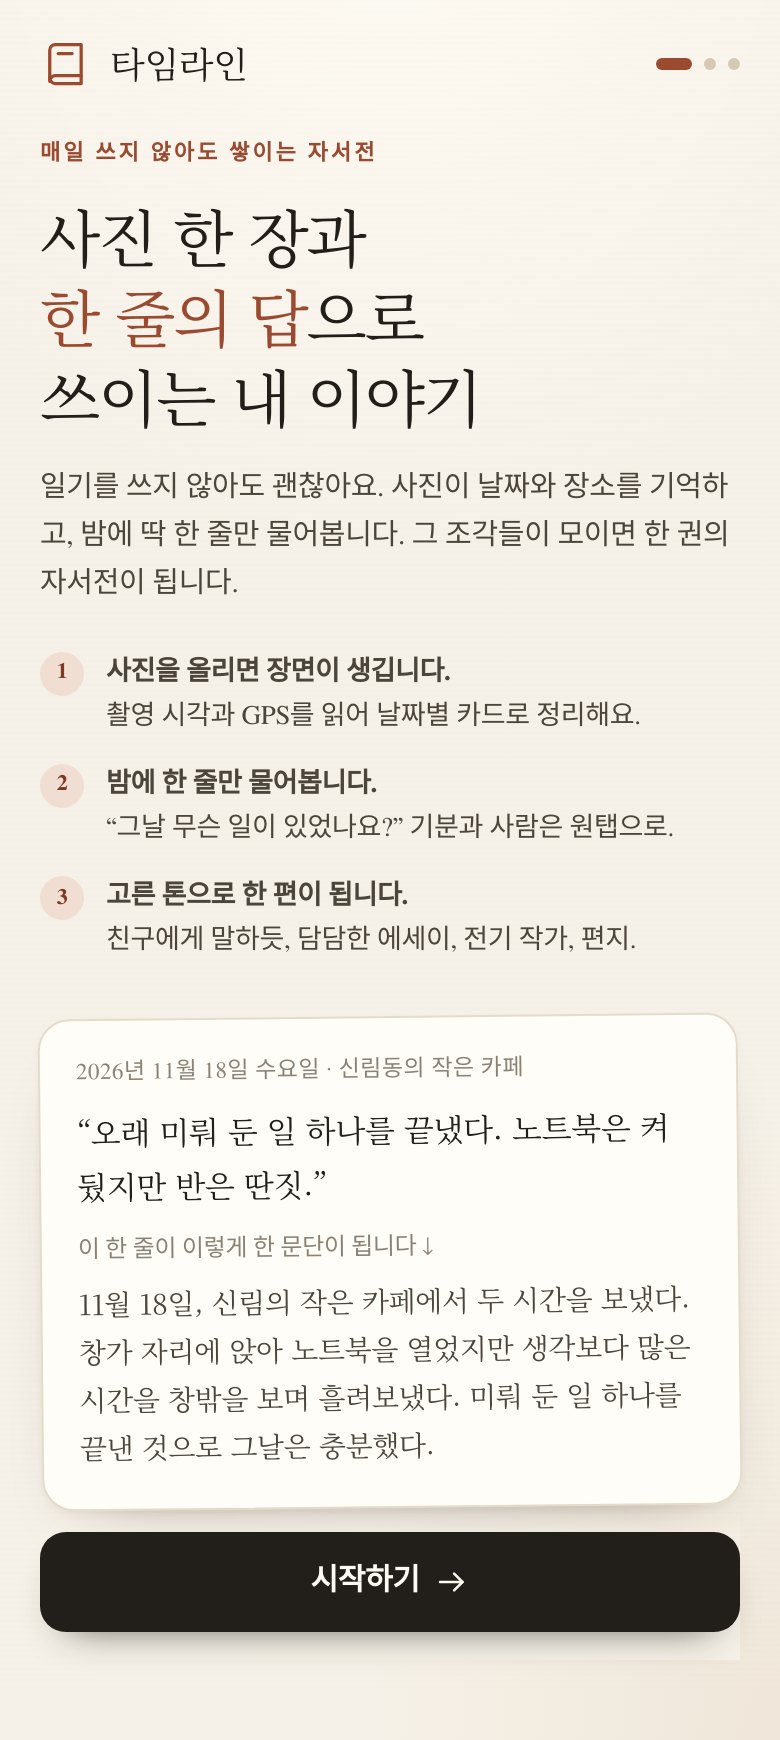 타임라인
매일 쓰지 않아도 쌓이는 자서전
사진 한 장과
한 줄의 답으로
쓰이는 내 이야기
일기를 쓰지 않아도 괜찮아요. 사진이 날짜와 장소를 기억하
고, 밤에 딱 한 줄만 물어봅니다. 그 조각들이 모이면 한 권의
자서전이 됩니다.
1 사진을 올리면 장면이 생깁니다.
촬영 시각과 GPS를 읽어 날짜별 카드로 정리해요.
2 밤에 한 줄만 물어봅니다.
“그날 무슨 일이 있었나요?” 기분과 사람은 원탭으로.
3 고른 톤으로 한 편이 됩니다.
친구에게 말하듯, 담담한 에세이, 전기 작가, 편지.
2026년 11월 18일 수요일 · 신림동의 작은 카페
“오래 미뤄 둔 일 하나를 끝냈다. 노트북은 켜
뒀지만 반은 딴짓.”
이 한 줄이 이렇게 한 문단이 됩니다 ↓
11월 18일, 신림의 작은 카페에서 두 시간을 보냈다.
창가 자리에 앉아 노트북을 열었지만 생각보다 많은
시간을 창밖을 보며 흘려보냈다. 미뤄 둔 일 하나를
끝낸 것으로 그날은 충분했다.
시작하기 →